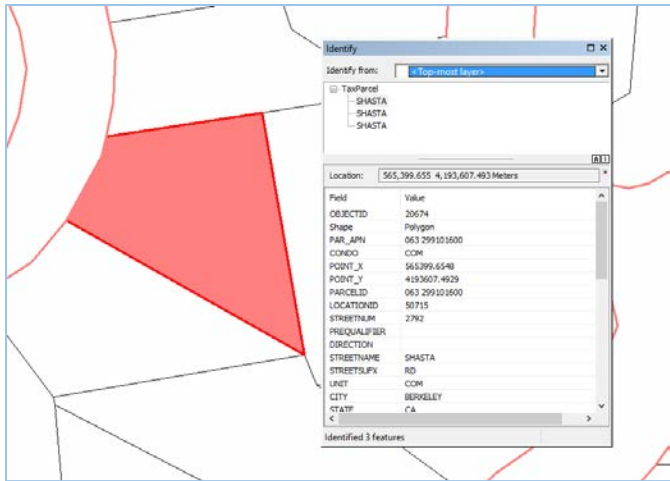 Identify
Identify from: <Top-most layer>
TaxParcel
SHASTA
SHASTA
SHASTA
Location: 565,399.655 4,193,607.493 Meters
Field Value
OBJECTID 20674
Shape Polygon
PAR_APN 063 299101600
CONDO COM
POINT_X 565399.6548
POINT_Y 4193607.4929
PARCELID 063 299101600
LOCATIONID 50715
STREETNUM 2792
PREQUALIFIER
DIRECTION
STREETNAME SHASTA
STREETSUFX RD
UNIT COM
CITY BERKELEY
STATE CA
Identified 3 features